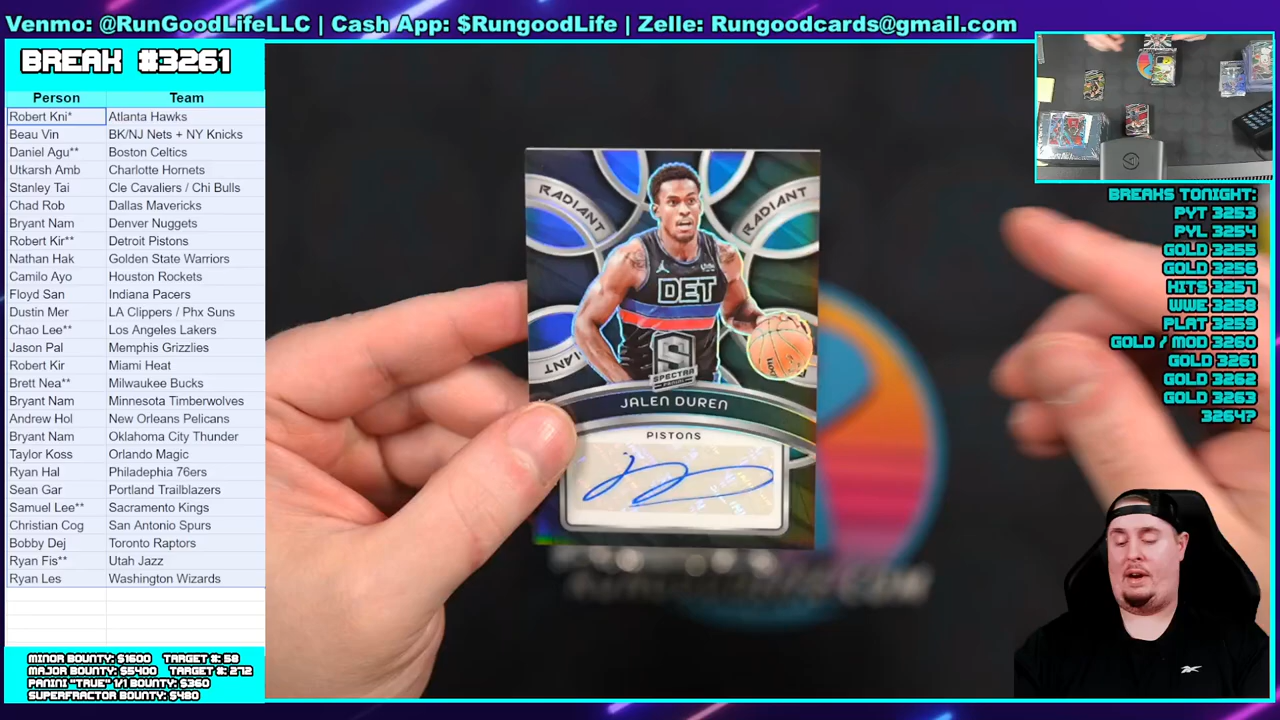 Venmo: @RunGoodLifeLLC | Cash App: $RungoodLife | Zelle: Rungoodcards@gmail.com
BREAK #3261
Person Team
Robert Kni* Atlanta Hawks
Beau Vin BK/NJ Nets + NY Knicks
Daniel Agu** Boston Celtics
Utkarsh Amb Charlotte Hornets
Stanley Tai Cle Cavaliers / Chi Bulls
Chad Rob Dallas Mavericks
Bryant Nam Denver Nuggets
Robert Kir** Detroit Pistons
Nathan Hak Golden State Warriors
Camilo Ayo Houston Rockets
Floyd San Indiana Pacers
Dustin Mer LA Clippers / Phx Suns
Chao Lee** Los Angeles Lakers
Jason Pal Memphis Grizzlies
Robert Kir Miami Heat
Brett Nea** Milwaukee Bucks
Bryant Nam Minnesota Timberwolves
Andrew Hol New Orleans Pelicans
Bryant Nam Oklahoma City Thunder
Taylor Koss Orlando Magic
Ryan Hal Philadephia 76ers
Sean Gar Portland Trailblazers
Samuel Lee** Sacramento Kings
Christian Cog San Antonio Spurs
Bobby Dej Toronto Raptors
Ryan Fis** Utah Jazz
Ryan Les Washington Wizards
MINOR BOUNTY: $1600 TARGET #: 58
MAJOR BOUNTY: $5400 TARGET #: 272
PANINI "TRUE" 1/1 BOUNTY: $360
SUPERFRACTOR BOUNTY: $480
RADIANT
RADIANT
DET
RADIANT
S
SPECTRA
PANINI
JALEN DUREN
PISTONS
BREAKS TONIGHT:
PYT 3253
PYL 3254
GOLD 3255
GOLD 3256
HITS 3257
WWE 3258
PLAT 3259
GOLD / MOD 3260
GOLD 3261
GOLD 3262
GOLD 3263
3264?